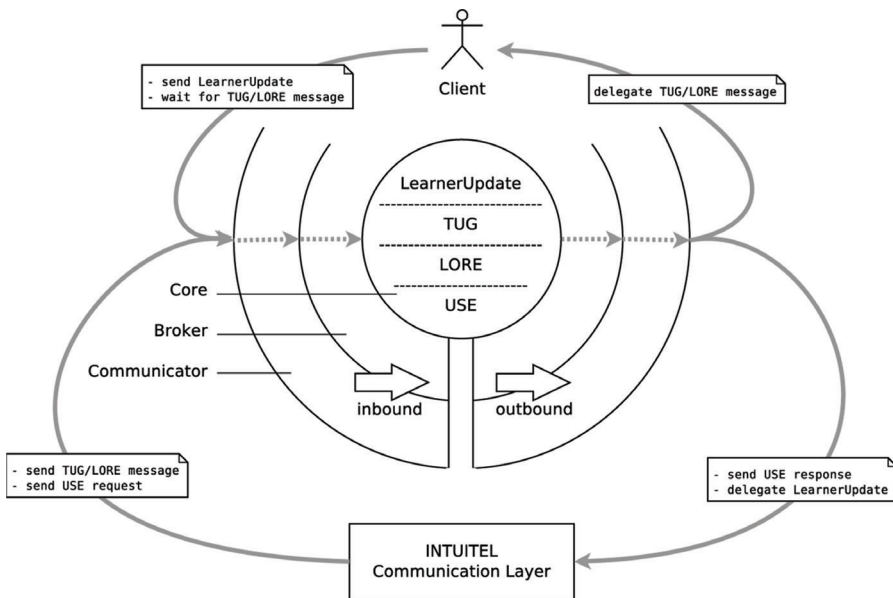 - send LearnerUpdate
- wait for TUG/LORE message
Client
delegate TUG/LORE message
LearnerUpdate
TUG
LORE
USE
Core
Broker
Communicator
inbound
outbound
- send TUG/LORE message
- send USE request
- send USE response
- delegate LearnerUpdate
INTUITEL
Communication Layer